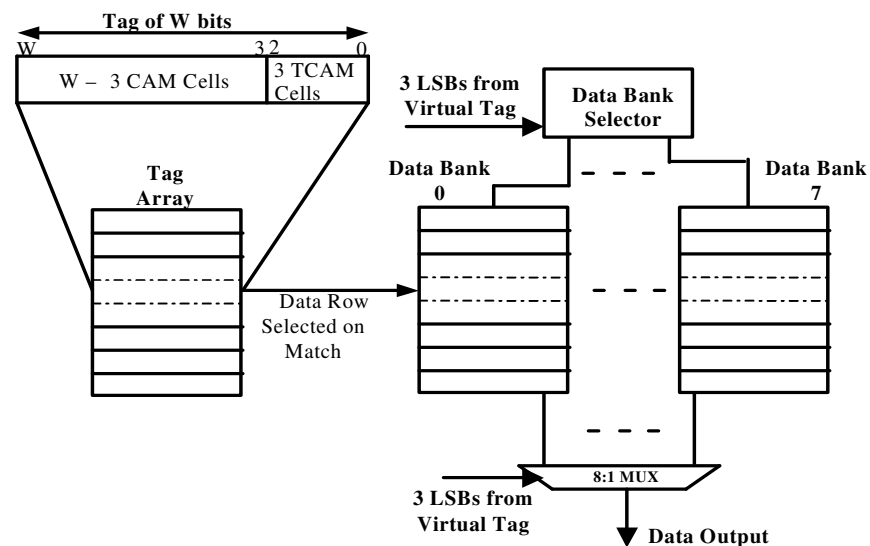 Tag of W bits
W 3 2 0
W – 3 CAM Cells
3 TCAM
Cells
3 LSBs from
Virtual Tag
Data Bank
Selector
Tag
Array
Data Bank
0
Data Bank
7
Data Row
Selected on
Match
8:1 MUX
3 LSBs from
Virtual Tag
Data Output